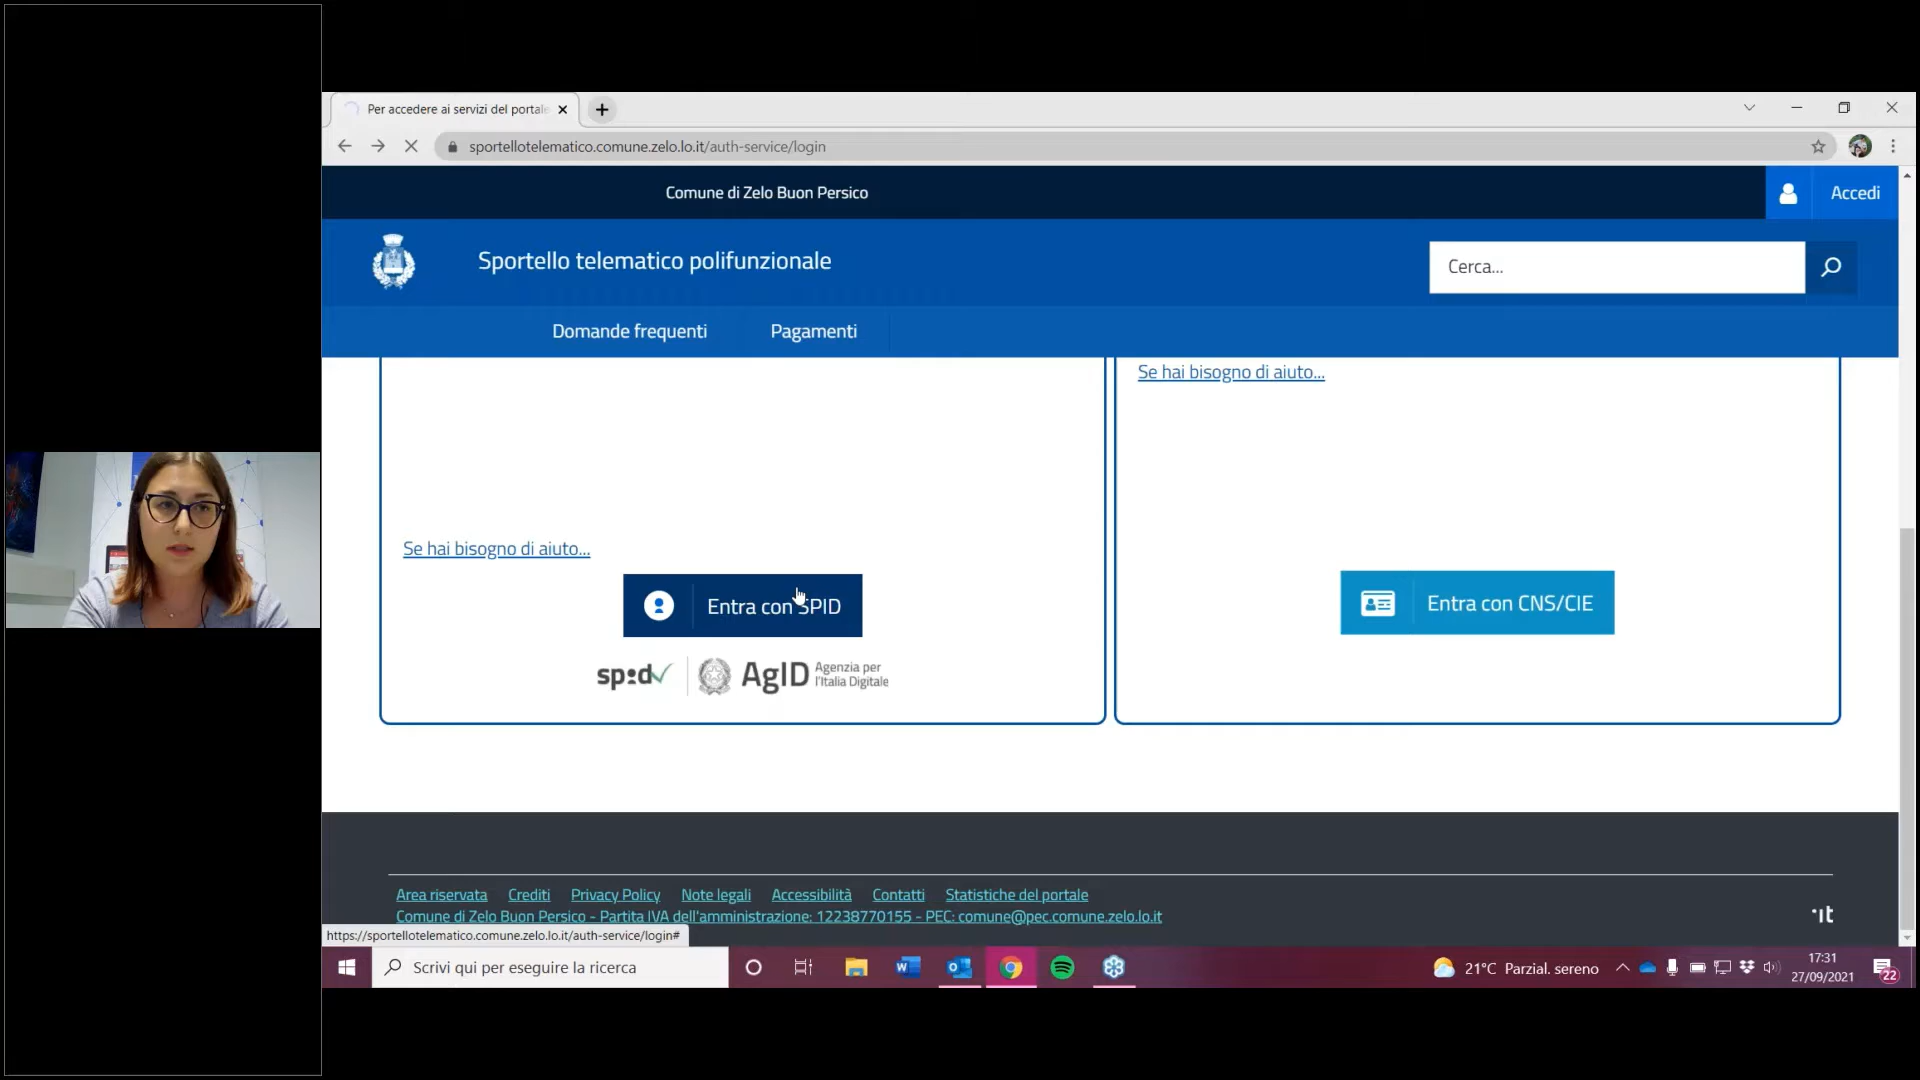 Per accedere ai servizi del portale
sportellotelematico.comune.zelo.lo.it/auth-service/login
Comune di Zelo Buon Persico
Accedi
Sportello telematico polifunzionale
Cerca...
Domande frequenti
Pagamenti
Se hai bisogno di aiuto...
Se hai bisogno di aiuto...
Entra con SPID
Entra con CNS/CIE
spid
AgID
Agenzia per
l'Italia Digitale
Area riservata
Crediti
Privacy Policy
Note legali
Accessibilità
Contatti
Statistiche del portale
Comune di Zelo Buon Persico - Partita IVA dell'amministrazione: 12238770155 - PEC: comune@pec.comune.zelo.lo.it
·it
https://sportellotelematico.comune.zelo.lo.it/auth-service/login#
Scrivi qui per eseguire la ricerca
21°C Parzial. sereno
17:31
27/09/2021
22